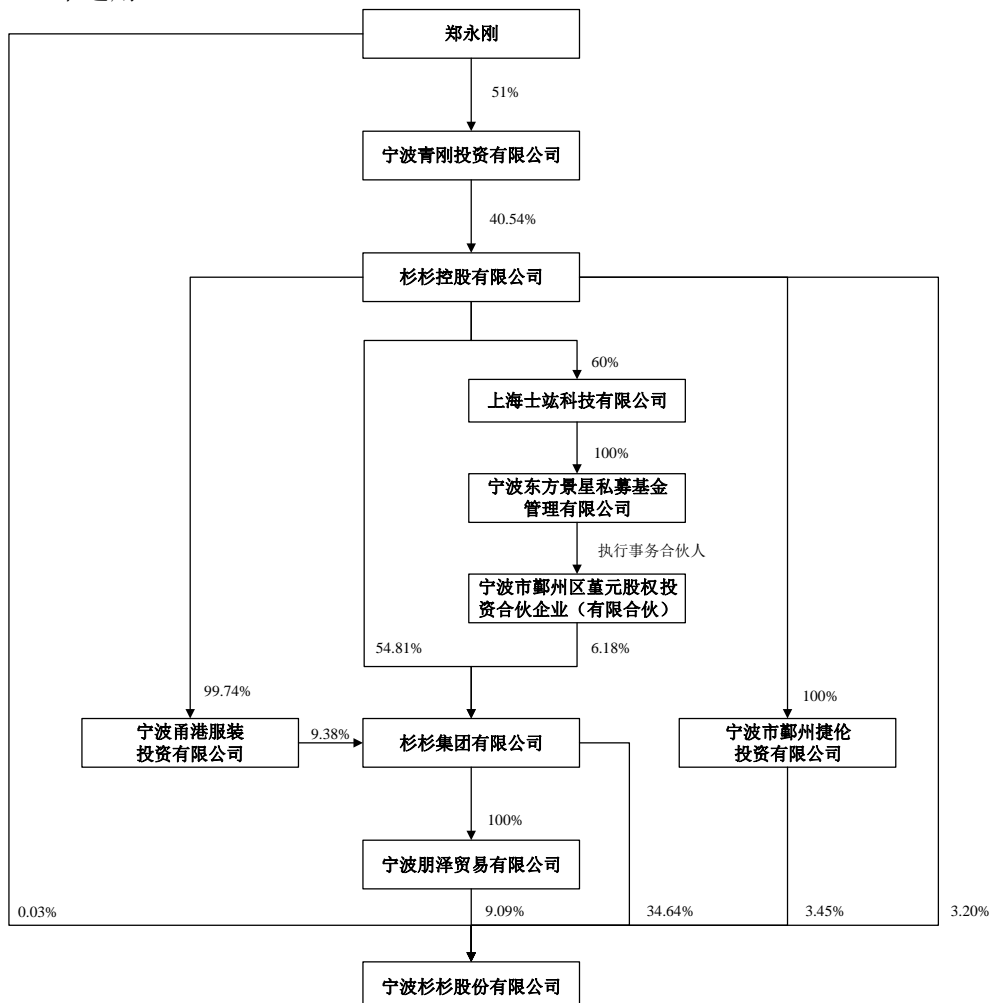 郑永刚
51%
宁波青刚投资有限公司
40.54%
杉杉控股有限公司
60%
上海士竑科技有限公司
100%
宁波东方景星私募基金
管理有限公司
执行事务合伙人
宁波市鄞州区堇元股权投
资合伙企业（有限合伙）
54.81%
6.18%
99.74%
100%
宁波甬港服装
投资有限公司
9.38%
杉杉集团有限公司
宁波市鄞州捷伦
投资有限公司
100%
宁波朋泽贸易有限公司
0.03%
9.09%
34.64%
3.45%
3.20%
宁波杉杉股份有限公司